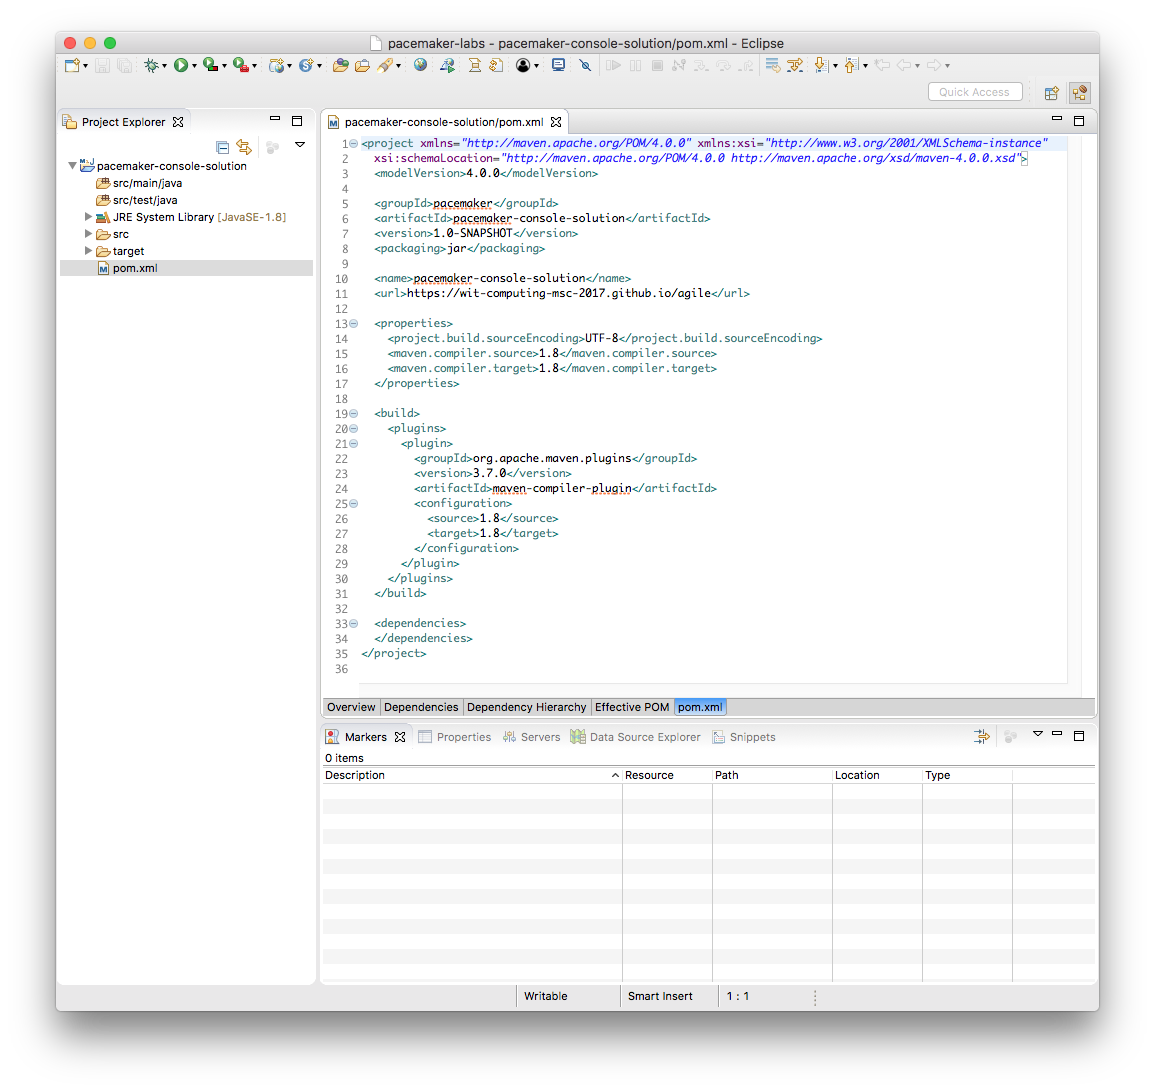 pacemaker-labs - pacemaker-console-solution/pom.xml - Eclipse
Quick Access
Project Explorer
pacemaker-console-solution
src/main/java
src/test/java
JRE System Library [JavaSE-1.8]
src
target
pom.xml
pacemaker-console-solution/pom.xml
1 <project xmlns="http://maven.apache.org/POM/4.0.0" xmlns:xsi="http://www.w3.org/2001/XMLSchema-instance"
2 xsi:schemaLocation="http://maven.apache.org/POM/4.0.0 http://maven.apache.org/xsd/maven-4.0.0.xsd">
3 <modelVersion>4.0.0</modelVersion>
4
5 <groupId>pacemaker</groupId>
6 <artifactId>pacemaker-console-solution</artifactId>
7 <version>1.0-SNAPSHOT</version>
8 <packaging>jar</packaging>
9
10 <name>pacemaker-console-solution</name>
11 <url>https://wit-computing-msc-2017.github.io/agile</url>
12
13 <properties>
14 <project.build.sourceEncoding>UTF-8</project.build.sourceEncoding>
15 <maven.compiler.source>1.8</maven.compiler.source>
16 <maven.compiler.target>1.8</maven.compiler.target>
17 </properties>
18
19 <build>
20 <plugins>
21 <plugin>
22 <groupId>org.apache.maven.plugins</groupId>
23 <version>3.7.0</version>
24 <artifactId>maven-compiler-plugin</artifactId>
25 <configuration>
26 <source>1.8</source>
27 <target>1.8</target>
28 </configuration>
29 </plugin>
30 </plugins>
31 </build>
32
33 <dependencies>
34 </dependencies>
35 </project>
36
Overview Dependencies Dependency Hierarchy Effective POM pom.xml
Markers Properties Servers Data Source Explorer Snippets
0 items
Description Resource Path Location Type
Writable Smart Insert 1 : 1